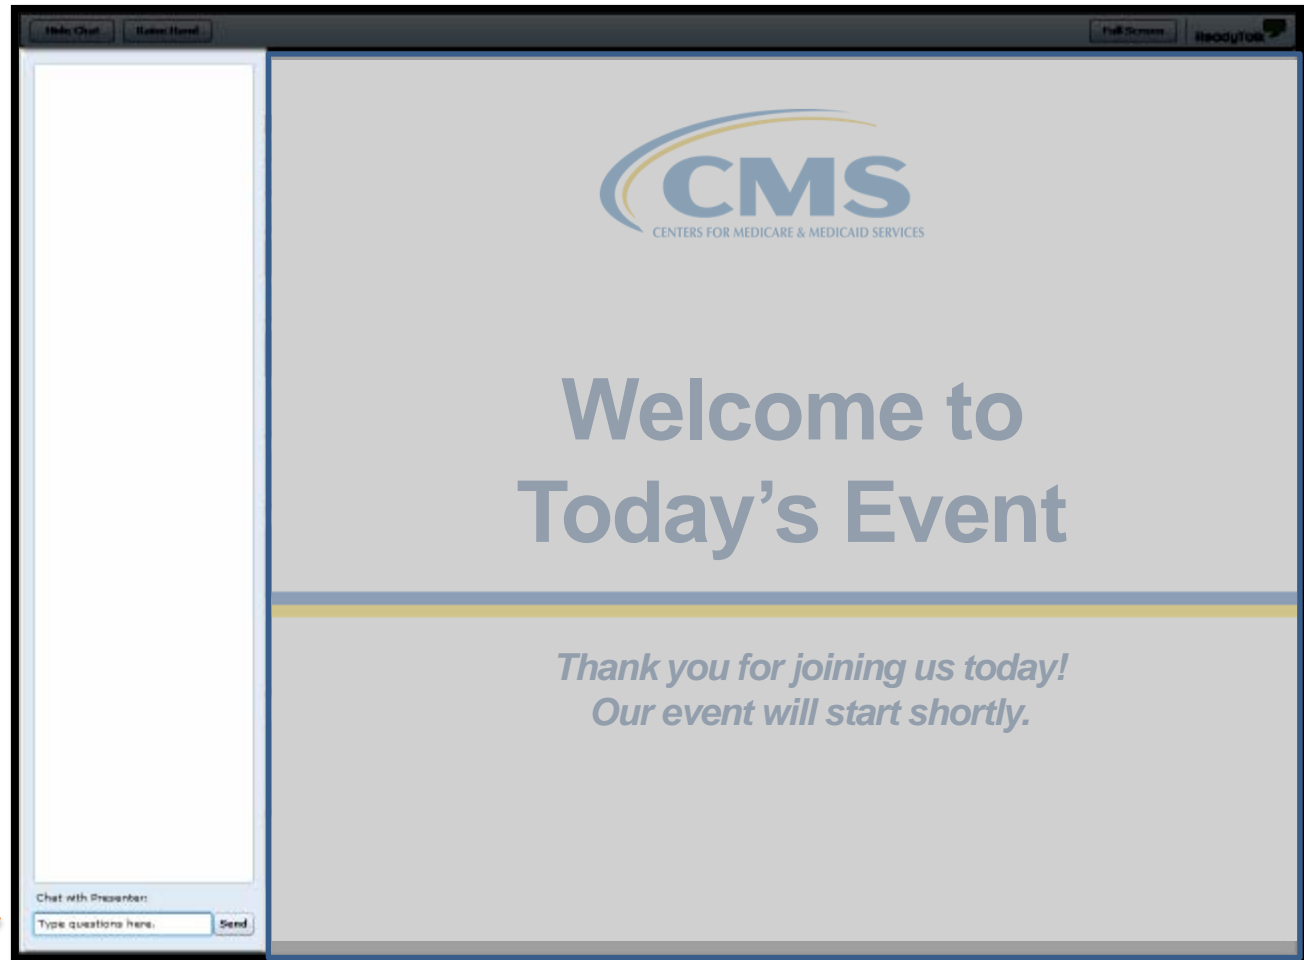 Hide Chat
Raise Hand
Full Screen
ReadyTalk
CMS
CENTERS FOR MEDICARE & MEDICAID SERVICES
Welcome to
Today’s Event
Thank you for joining us today!
Our event will start shortly.
Chat with Presenter:
Type questions here.
Send